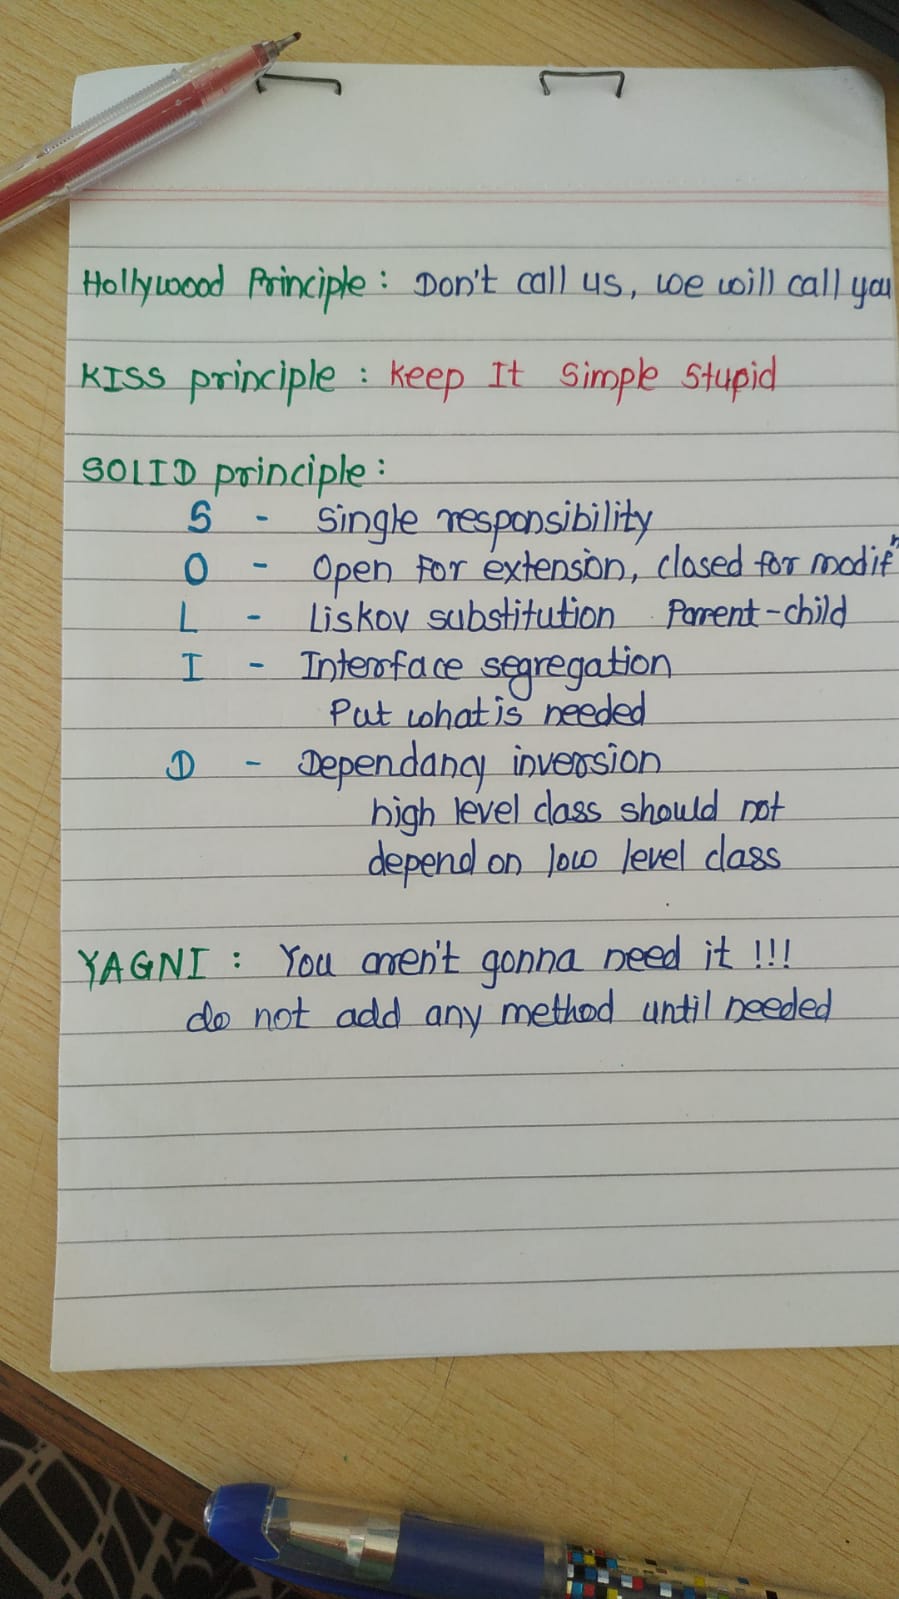 Hollywood Principle: Don't call us, we will call you
KISS principle : Keep It Simple Stupid
SOLID principle:
S - Single responsibility
O - Open for extension, closed for modifⁿ
L - Liskov substitution Parent-child
I - Interface segregation
Put what is needed
D - Dependancy inversion
high level class should not
depend on low level class
YAGNI : You aren't gonna need it !!!
do not add any method until needed